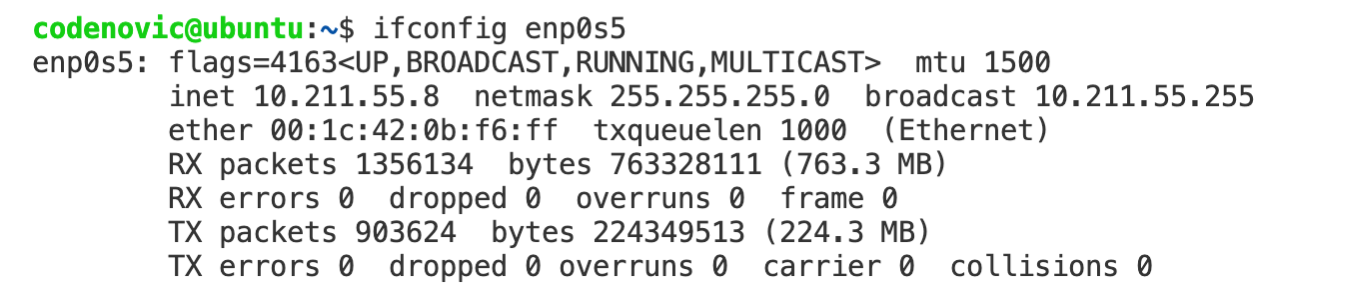 codenovic@ubuntu:~$ ifconfig enp0s5
enp0s5: flags=4163<UP,BROADCAST,RUNNING,MULTICAST>  mtu 1500
        inet 10.211.55.8  netmask 255.255.255.0  broadcast 10.211.55.255
        ether 00:1c:42:0b:f6:ff  txqueuelen 1000  (Ethernet)
        RX packets 1356134  bytes 763328111 (763.3 MB)
        RX errors 0  dropped 0  overruns 0  frame 0
        TX packets 903624  bytes 224349513 (224.3 MB)
        TX errors 0  dropped 0 overruns 0  carrier 0  collisions 0